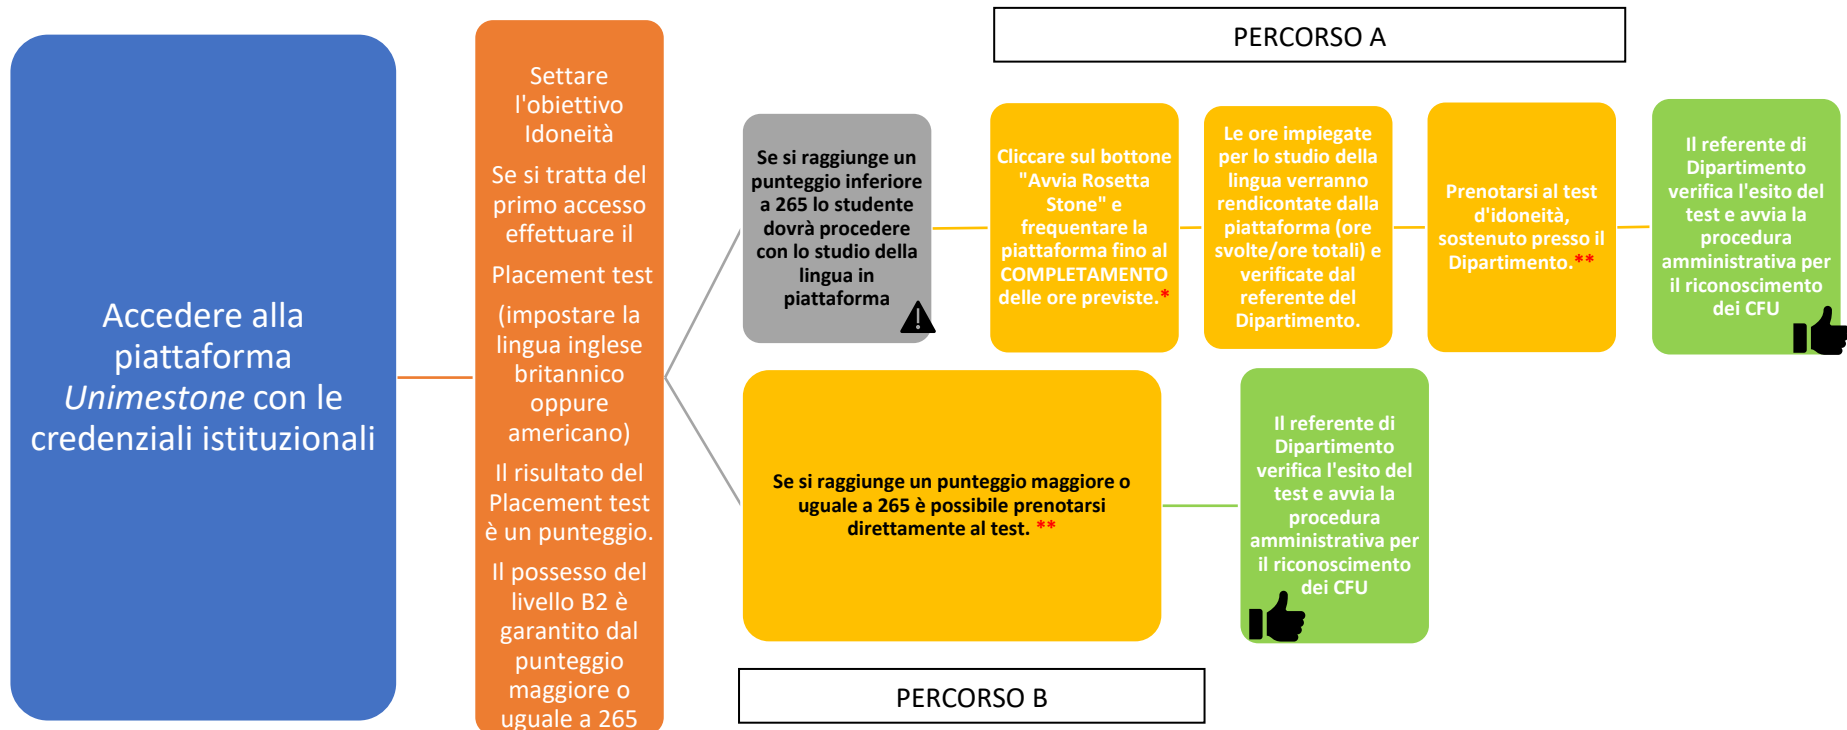 PERCORSO A
Accedere alla
piattaforma
Unimestone con le
credenziali istituzionali
Settare
l'obiettivo
Idoneità
Se si tratta del
primo accesso
effettuare il
Placement test
(impostare la
lingua inglese
britannico
oppure
americano)
Il risultato del
Placement test
è un punteggio.
Il possesso del
livello B2 è
garantito dal
punteggio
maggiore o
uguale a 265
Se si raggiunge un
punteggio inferiore
a 265 lo studente
dovrà procedere
con lo studio della
lingua in
piattaforma
Cliccare sul bottone
"Avvia Rosetta
Stone" e
frequentare la
piattaforma fino al
COMPLETAMENTO
delle ore previste.*
Le ore impiegate
per lo studio della
lingua verranno
rendicontate dalla
piattaforma (ore
svolte/ore totali) e
verificate dal
referente del
Dipartimento.
Prenotarsi al test
d'idoneità,
sostenuto presso il
Dipartimento.**
Il referente di
Dipartimento
verifica l'esito del
test e avvia la
procedura
amministrativa per
il riconoscimento
dei CFU
Se si raggiunge un punteggio maggiore o
uguale a 265 è possibile prenotarsi
direttamente al test. **
Il referente di
Dipartimento
verifica l'esito del
test e avvia la
procedura
amministrativa per
il riconoscimento
dei CFU
PERCORSO B